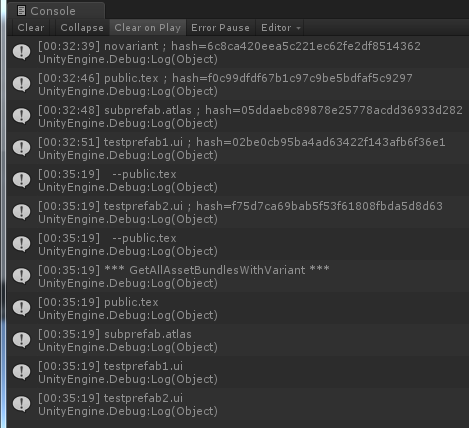 Console
Clear Collapse Clear on Play Error Pause Editor
[00:32:39] novariant ; hash=6c8ca420eea5c221ec62fe2df8514362
UnityEngine.Debug:Log(Object)
[00:32:46] public.tex ; hash=f0c99dfdf67b1c97c9be5bdfaf5c9297
UnityEngine.Debug:Log(Object)
[00:32:48] subprefab.atlas ; hash=05ddaebc89878e25778acdd36933d282
UnityEngine.Debug:Log(Object)
[00:32:51] testprefab1.ui ; hash=02be0cb95ba4ad63422f143afb6f36e1
UnityEngine.Debug:Log(Object)
[00:35:19] --public.tex
UnityEngine.Debug:Log(Object)
[00:35:19] testprefab2.ui ; hash=f75d7ca69bab5f53f61808fbda5d8d63
UnityEngine.Debug:Log(Object)
[00:35:19] --public.tex
UnityEngine.Debug:Log(Object)
[00:35:19] *** GetAllAssetBundlesWithVariant ***
UnityEngine.Debug:Log(Object)
[00:35:19] public.tex
UnityEngine.Debug:Log(Object)
[00:35:19] subprefab.atlas
UnityEngine.Debug:Log(Object)
[00:35:19] testprefab1.ui
UnityEngine.Debug:Log(Object)
[00:35:19] testprefab2.ui
UnityEngine.Debug:Log(Object)